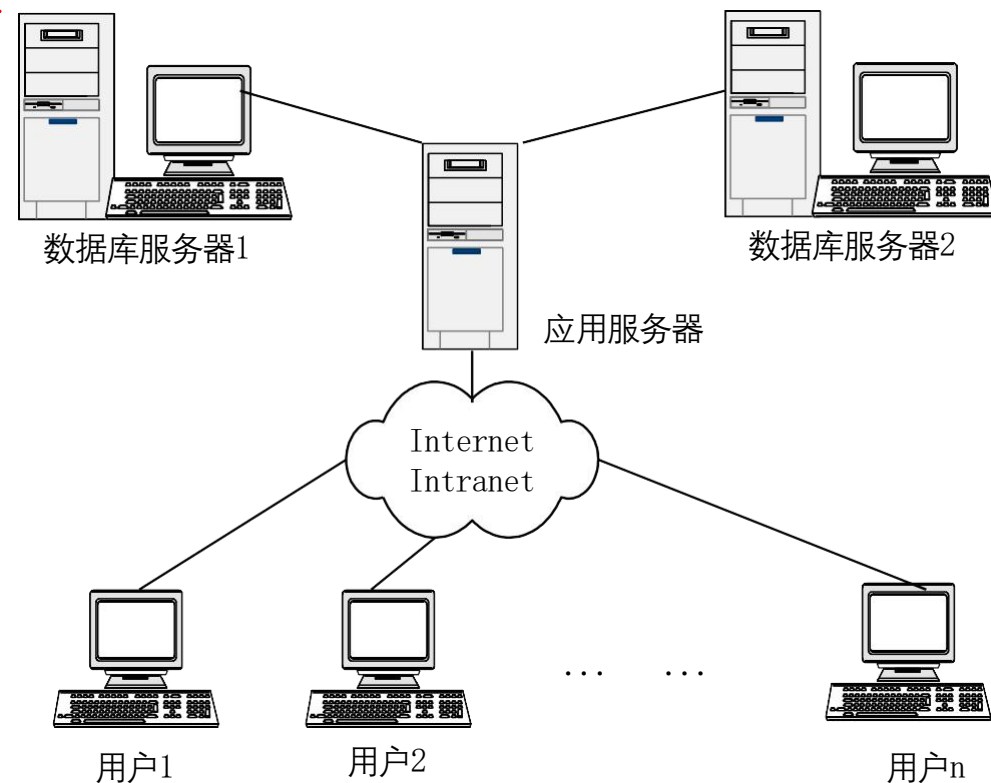 数据库服务器1
数据库服务器2
应用服务器
Internet
Intranet
... ...
用户1
用户2
用户n